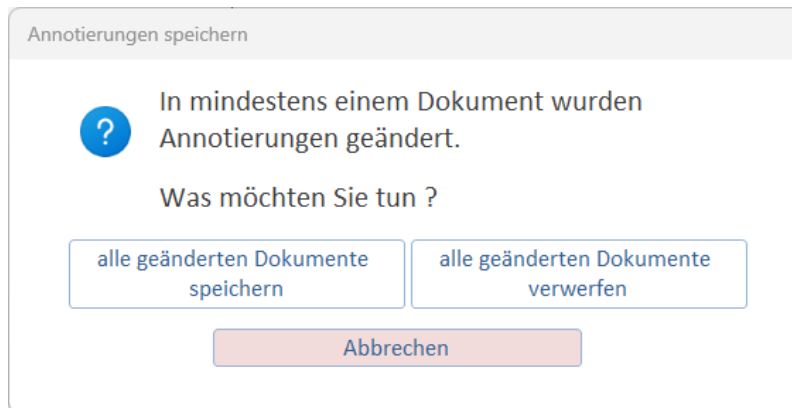 Annotierungen speichern
In mindestens einem Dokument wurden
Annotierungen geändert.
Was möchten Sie tun ?
alle geänderten Dokumente
speichern
alle geänderten Dokumente
verwerfen
Abbrechen